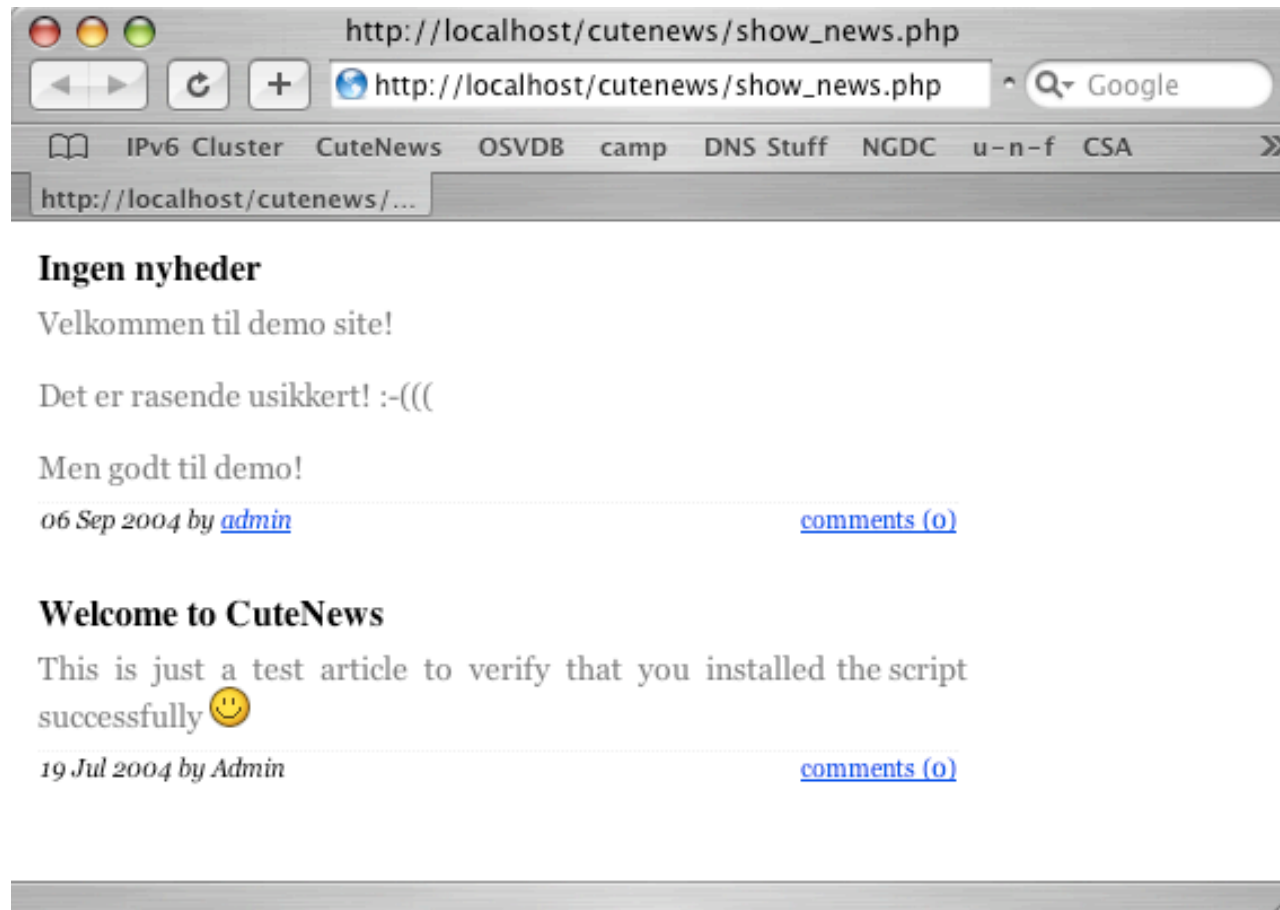 http://localhost/cutenews/show_news.php
http://localhost/cutenews/show_news.php Google
IPv6 Cluster CuteNews OSVDB camp DNS Stuff NGDC u-n-f CSA
http://localhost/cutenews/...
Ingen nyheder
Velkommen til demo site!
Det er rasende usikkert! :-(((
Men godt til demo!
06 Sep 2004 by admin comments (0)
Welcome to CuteNews
This is just a test article to verify that you installed the script
successfully
19 Jul 2004 by Admin comments (0)